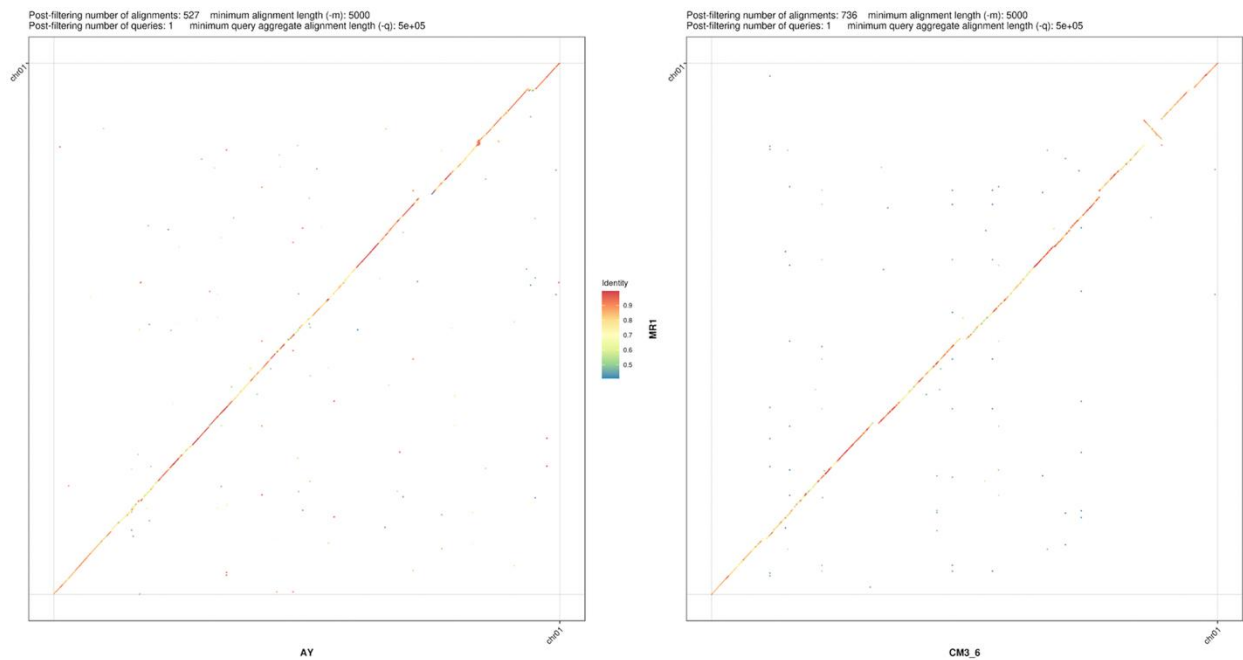 Post-filtering number of alignments: 527 minimum alignment length (-m): 5000
Post-filtering number of queries: 1 minimum query aggregate alignment length (-q): 5e+05
chr01
chr01
AY
Identity
0.9
0.8
0.7
0.6
0.5
Post-filtering number of alignments: 736 minimum alignment length (-m): 5000
Post-filtering number of queries: 1 minimum query aggregate alignment length (-q): 5e+05
MR1
chr01
chr01
CM3_6